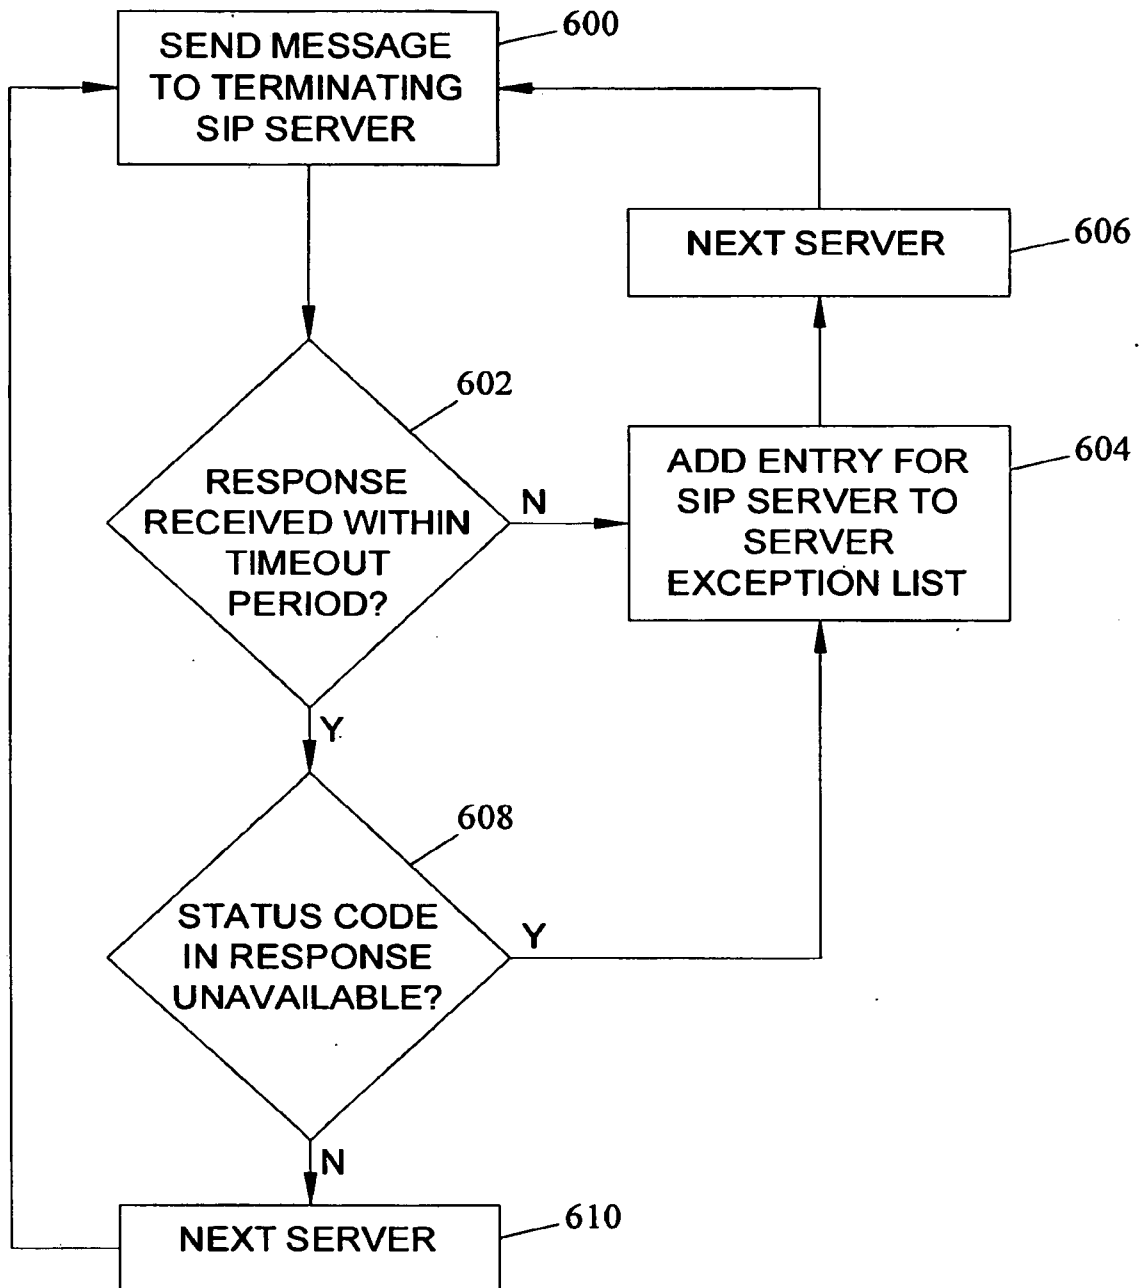 SEND MESSAGE
TO TERMINATING
SIP SERVER
600
NEXT SERVER
606
602
RESPONSE
RECEIVED WITHIN
TIMEOUT
PERIOD?
N
ADD ENTRY FOR
SIP SERVER TO
SERVER
EXCEPTION LIST
604
Y
608
STATUS CODE
IN RESPONSE
UNAVAILABLE?
Y
N
NEXT SERVER
610